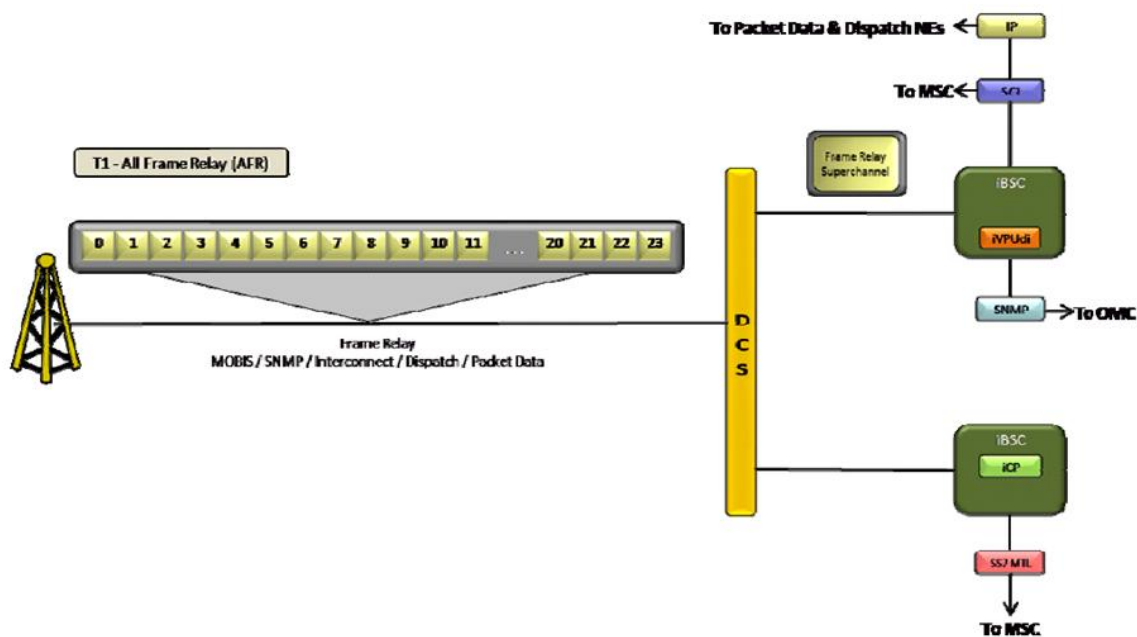 To Packet Data & Dispatch NEs
IP
To MSC
SCL
T1 - All Frame Relay (AFR)
Frame Relay
Superchannel
iBSC
iVPUdi
0 1 2 3 4 5 6 7 8 9 10 11 ... 20 21 22 23
SNMP
To OMC
D
C
S
Frame Relay
MOBIS / SNMP / Interconnect / Dispatch / Packet Data
iBSC
iCP
SS7 MTL
To MSC